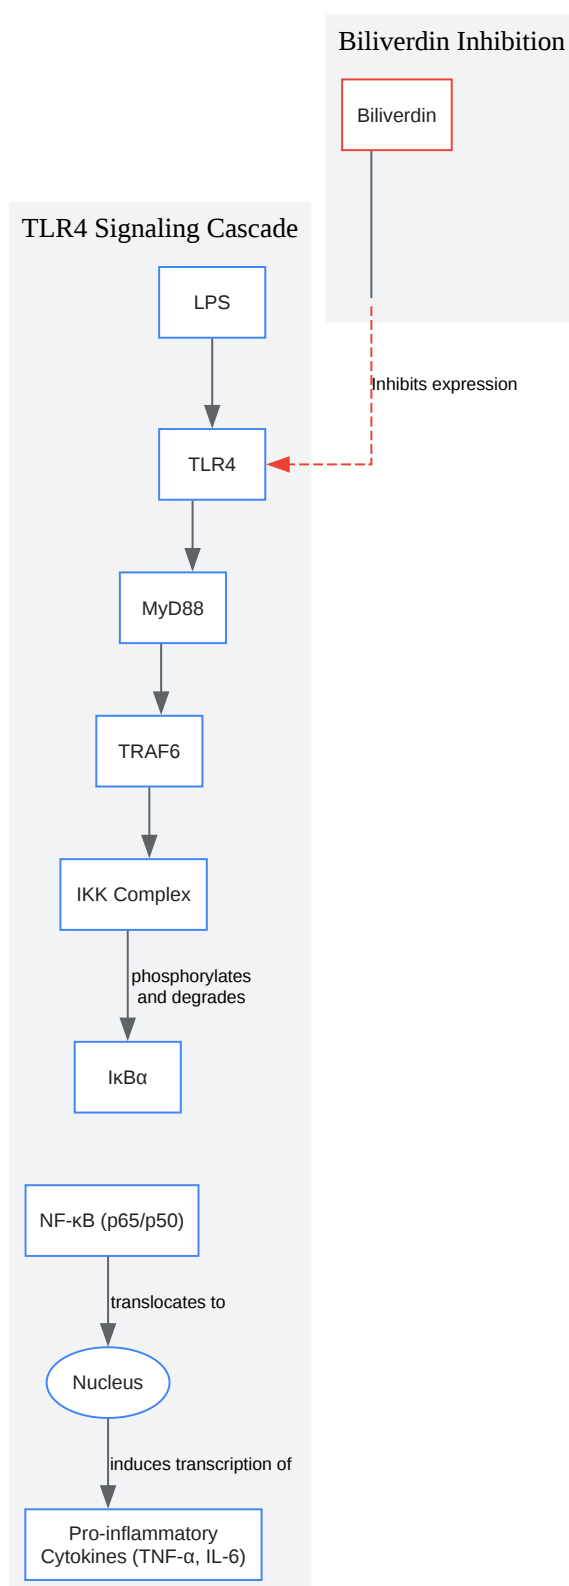 Biliverdin Inhibition
Biliverdin
TLR4 Signaling Cascade
LPS
Inhibits expression
TLR4
MyD88
TRAF6
IKK Complex
phosphorylates
and degrades
IκBα
NF-κB (p65/p50)
translocates to
Nucleus
induces transcription of
Pro-inflammatory
Cytokines (TNF-α, IL-6)